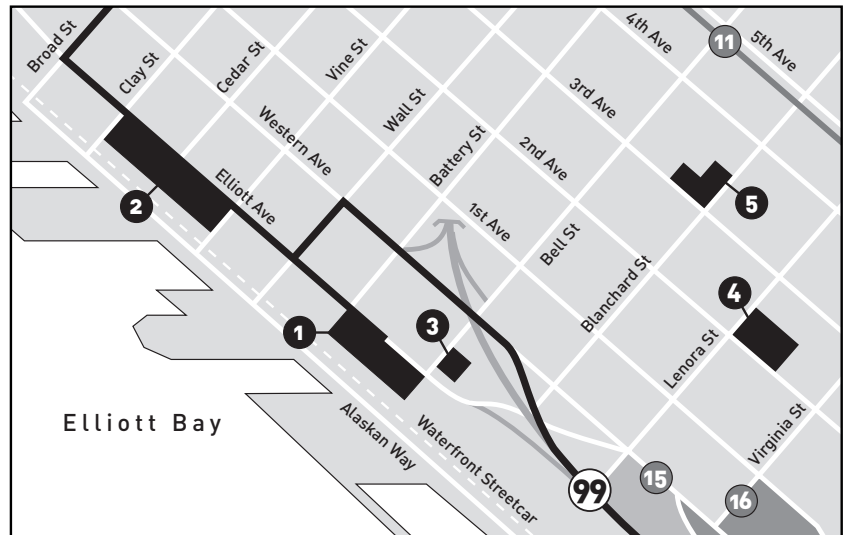 Broad St
Clay St
Cedar St
Vine St
4th Ave
11
5th Ave
Wall St
3rd Ave
Western Ave
Battery St
2nd Ave
Elliott Ave
2
1st Ave
5
Bell St
Blanchard St
4
1
3
Lenora St
Elliott Bay
Alaskan Way
Waterfront Streetcar
Virginia St
99
15
16